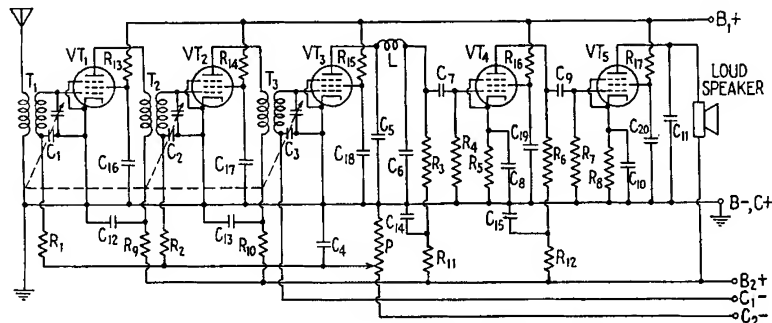 B₁+
VT₁ R₁₃ VT₂ R₁₄ VT₃ R₁₅ VT₄ R₁₆ VT₅ R₁₇
LOUD
SPEAKER
T₁ T₂ T₃ L C₇ C₉
C₁ C₂ C₃ C₅ C₁₁
C₁₆ C₁₇ C₁₈ C₆ R₃ R₄ R₅ C₈ C₁₉ R₆ R₇ R₈ C₁₀ C₂₀
B-, C+
C₁₂ C₁₃ C₁₄ C₁₅
R₁ R₉ R₂ R₁₀ C₄ P R₁₁ R₁₂
B₂+
C₁-
C₂-